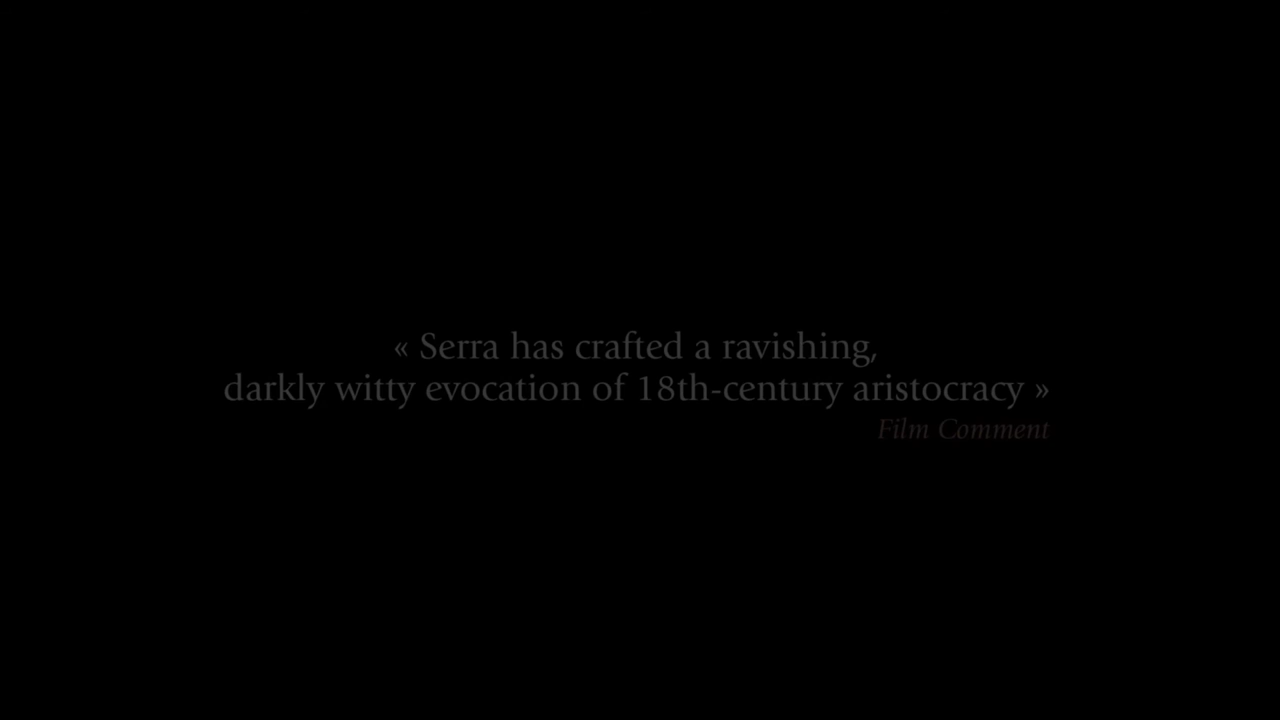 « Serra has crafted a ravishing,
darkly witty evocation of 18th-century aristocracy »
Film Comment